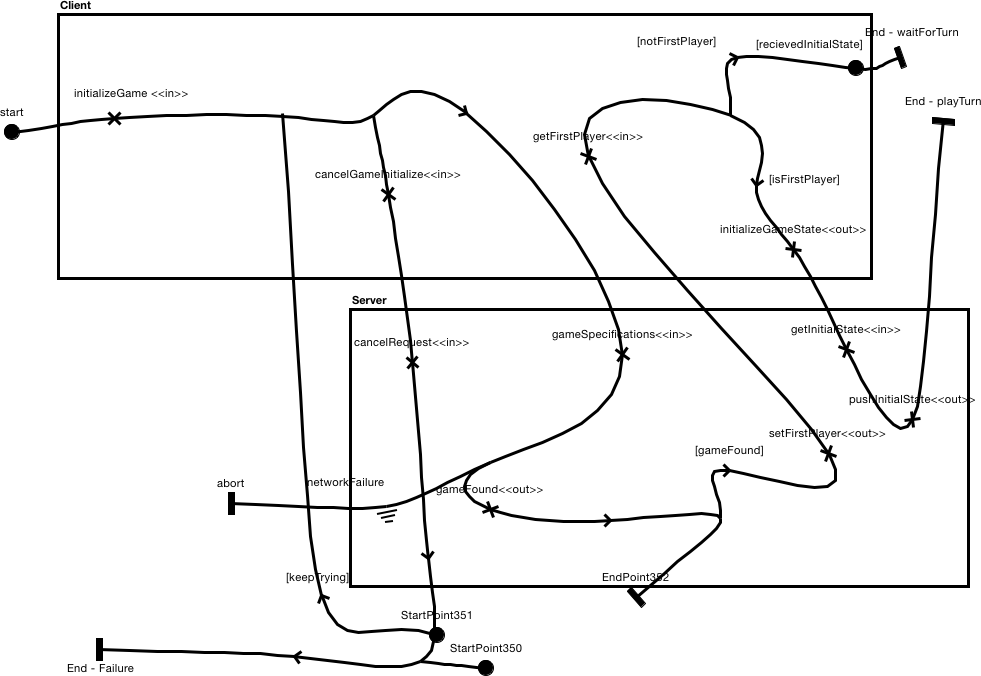 Client
End - waitForTurn
[notFirstPlayer]
[recievedInitialState]
initializeGame <<in>>
End - playTurn
start
getFirstPlayer<<in>>
cancelGameInitialize<<in>>
[isFirstPlayer]
initializeGameState<<out>>
Server
getInitialState<<in>>
gameSpecifications<<in>>
cancelRequest<<in>>
pushInitialState<<out>>
setFirstPlayer<<out>>
[gameFound]
abort
networkFailure
gameFound<<out>>
[keepTrying]
EndPoint352
StartPoint351
StartPoint350
End - Failure